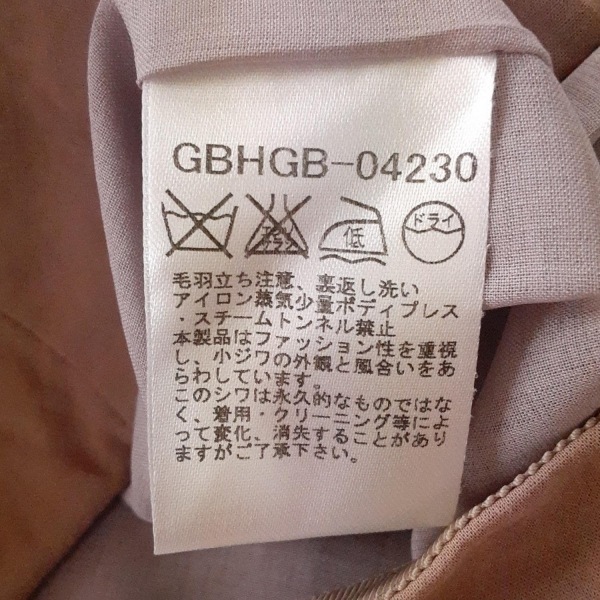 GBHGB-04230
エンソサラシ
低
ドライ
毛羽立ち注意、裏返し洗い
アイロン蒸気少量ボディプレス
・スチームトンネル禁止
本製品はファッション性を重視
し、小ジワの外観と風合いをあ
らわしています。
このシワは永久的なものではな
く、着用・クリーニング等によ
って変化、消失することがあり
ますがご了承下さい。